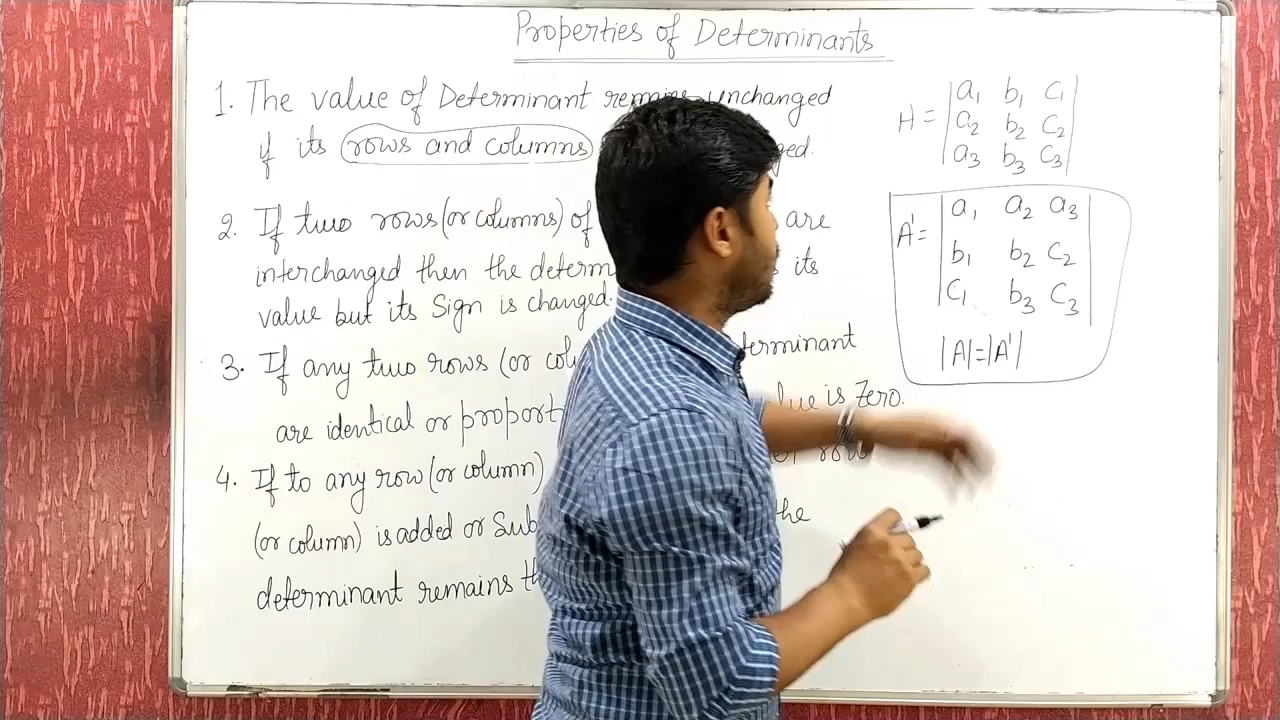 Properties of Determinants
1. The value of Determinant remains unchanged
if its rows and columns ged.
2. If two rows (or columns) of are
interchanged then the determ its
value but its Sign is changed.
3. If any two rows (or col terminant
are identical or proport lue is Zero.
4. If to any row (or column) row
(or column) is added or Sub the
determinant remains th
A = | a₁ b₁ c₁ |
| a₂ b₂ c₂ |
| a₃ b₃ c₃ |
A' = | a₁ a₂ a₃ |
| b₁ b₂ c₂ |
| c₁ b₃ c₃ |
|A|=|A'|